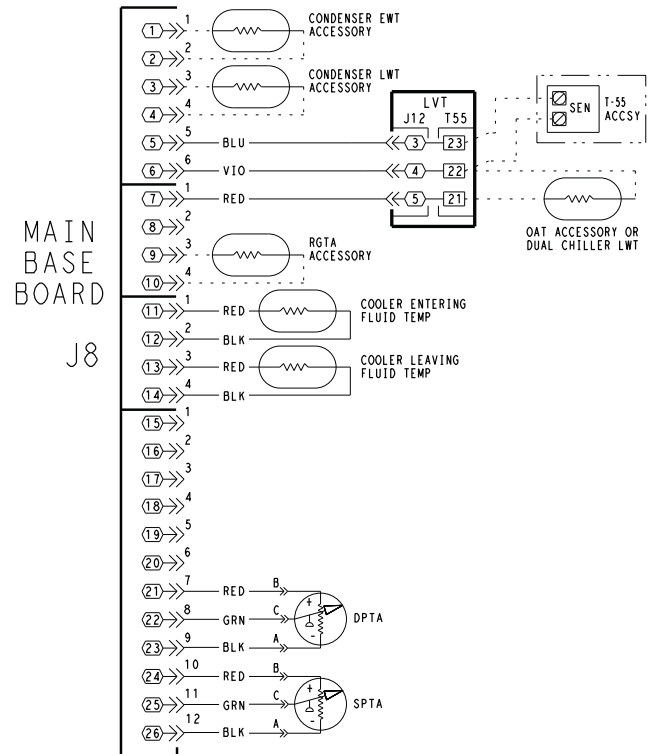 MAIN
BASE
BOARD
J8
1 1 CONDENSER EWT
ACCESSORY
2 2
3 3 CONDENSER LWT
ACCESSORY
4 4
LVT
J12 T55
SEN T-55
ACCSY
5 5 BLU 3 23
6 6 VIO 4 22
7 1 RED 5 21
OAT ACCESSORY OR
DUAL CHILLER LWT
8 2
9 3 RGTA
ACCESSORY
10 4
11 1 RED COOLER ENTERING
FLUID TEMP
12 2 BLK
13 3 RED COOLER LEAVING
FLUID TEMP
14 4 BLK
15 1
16 2
17 3
18 4
19 5
20 6
21 7 RED B +
22 8 GRN C DPTA
23 9 BLK A -
24 10 RED B +
25 11 GRN C SPTA
26 12 BLK A -